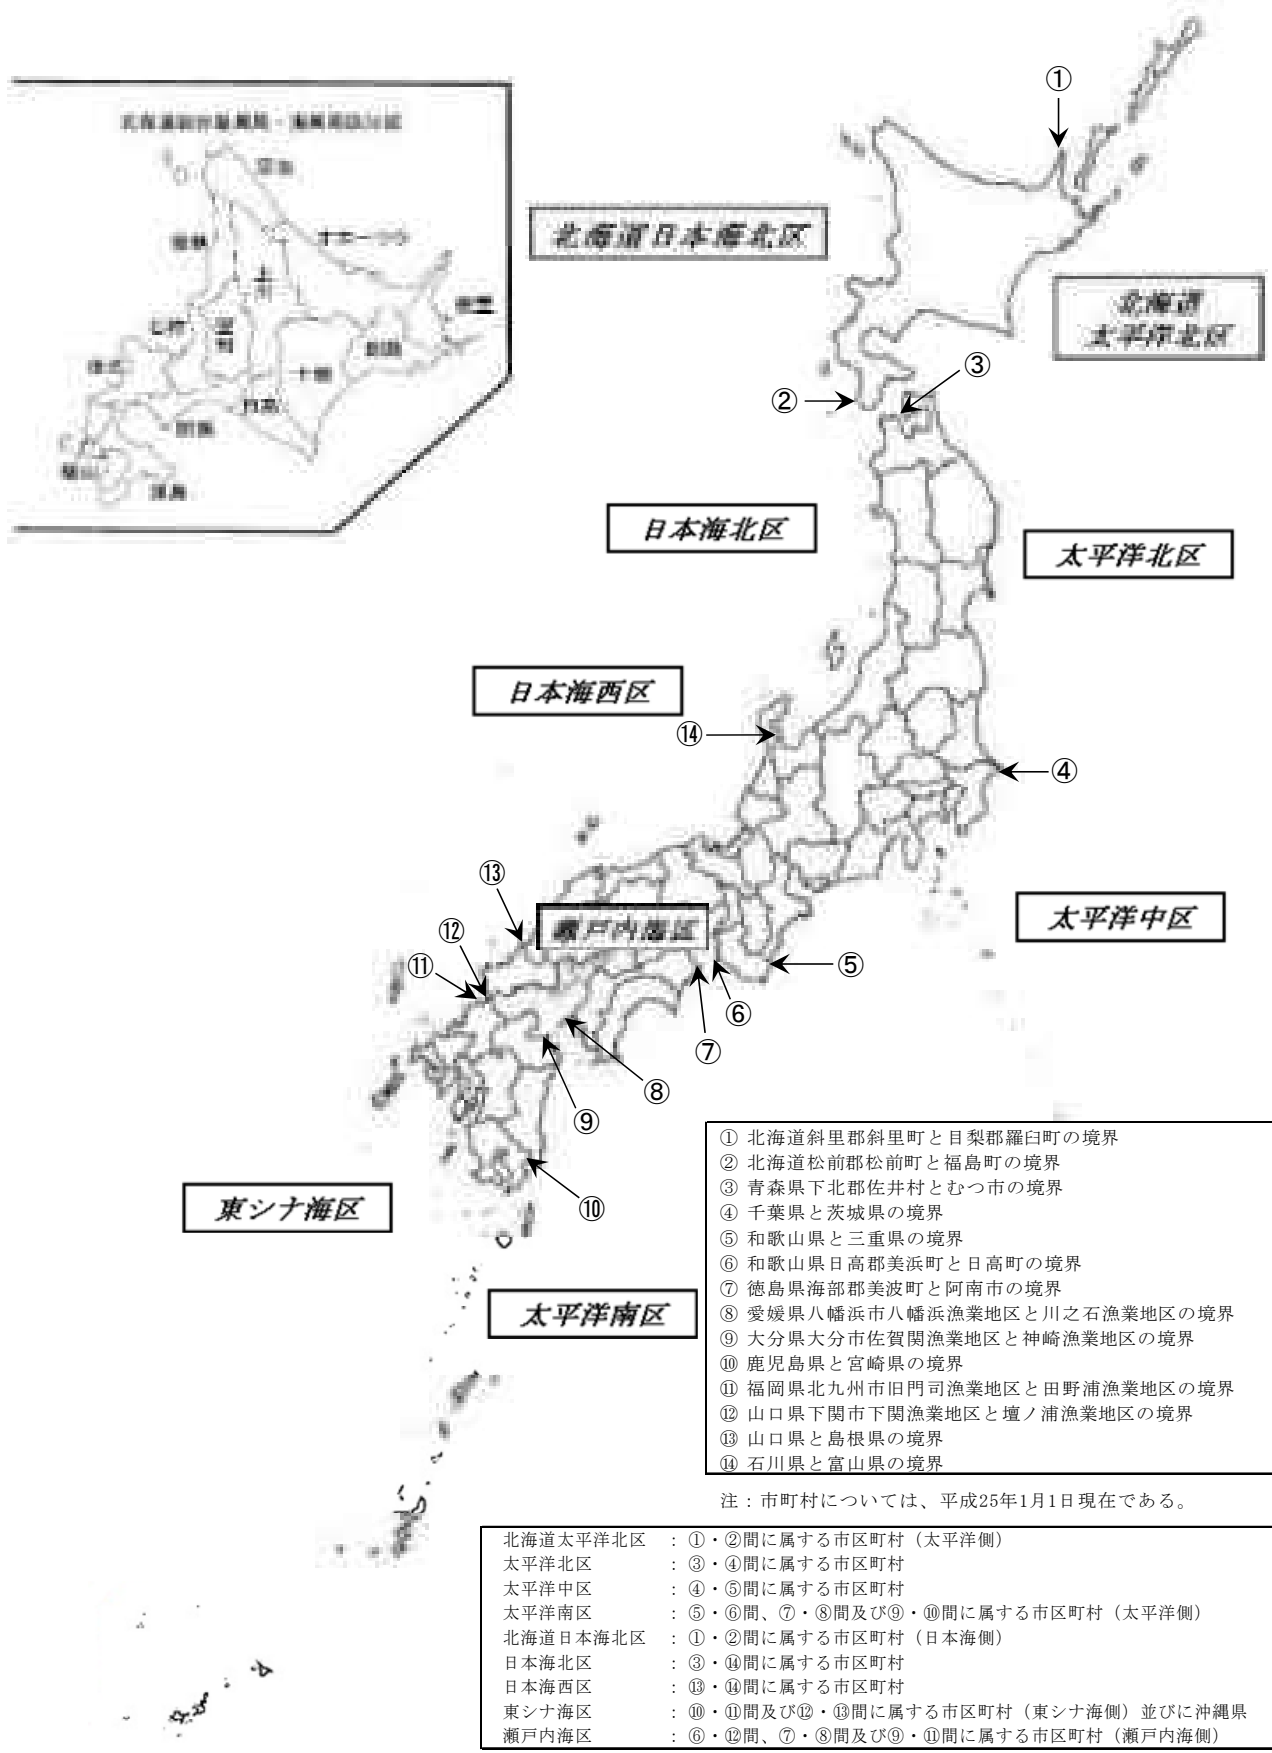 ①
北海道日本海北区
北海道
太平洋北区
③
②
日本海北区
太平洋北区
日本海西区
⑭
④
⑬
太平洋中区
瀬戸内海区
⑫
⑪
⑤
⑥
⑦
⑧
⑨
東シナ海区
⑩
太平洋南区
① 北海道斜里郡斜里町と目梨郡羅臼町の境界
② 北海道松前郡松前町と福島町の境界
③ 青森県下北郡佐井村とむつ市の境界
④ 千葉県と茨城県の境界
⑤ 和歌山県と三重県の境界
⑥ 和歌山県日高郡美浜町と日高町の境界
⑦ 徳島県海部郡美波町と阿南市の境界
⑧ 愛媛県八幡浜市八幡浜漁業地区と川之石漁業地区の境界
⑨ 大分県大分市佐賀関漁業地区と神崎漁業地区の境界
⑩ 鹿児島県と宮崎県の境界
⑪ 福岡県北九州市旧門司漁業地区と田野浦漁業地区の境界
⑫ 山口県下関市下関漁業地区と壇ノ浦漁業地区の境界
⑬ 山口県と島根県の境界
⑭ 石川県と富山県の境界
注：市町村については、平成25年1月1日現在である。
北海道太平洋北区 ：①・②間に属する市区町村（太平洋側）
太平洋北区 ：③・④間に属する市区町村
太平洋中区 ：④・⑤間に属する市区町村
太平洋南区 ：⑤・⑥間、⑦・⑧間及び⑨・⑩間に属する市区町村（太平洋側）
北海道日本海北区 ：①・②間に属する市区町村（日本海側）
日本海北区 ：③・⑭間に属する市区町村
日本海西区 ：⑬・⑭間に属する市区町村
東シナ海区 ：⑩・⑪間及び⑫・⑬間に属する市区町村（東シナ海側）並びに沖縄県
瀬戸内海区 ：⑥・⑫間、⑦・⑧間及び⑨・⑪間に属する市区町村（瀬戸内海側）